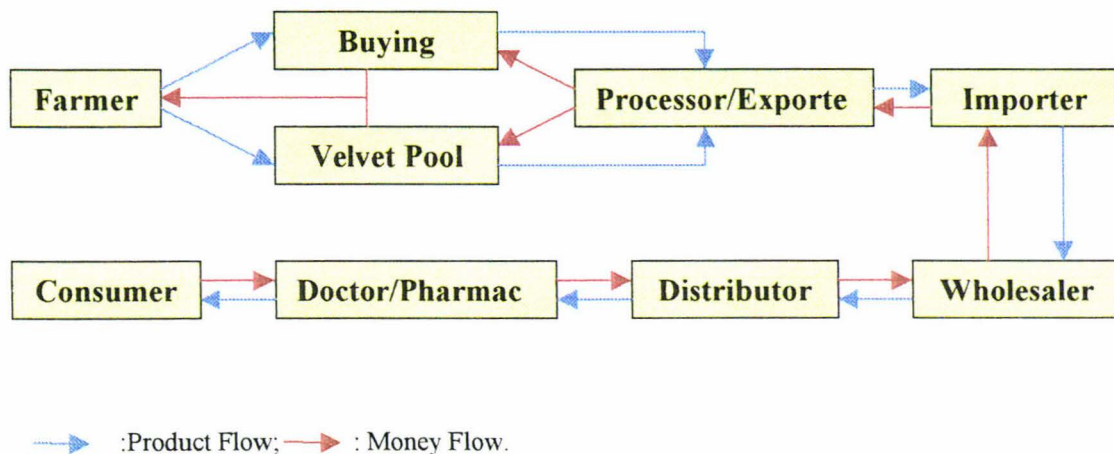 Buying
Farmer
Processor/Exporte
Importer
Velvet Pool
Consumer
Doctor/Pharmac
Distributor
Wholesaler
:Product Flow; : Money Flow.